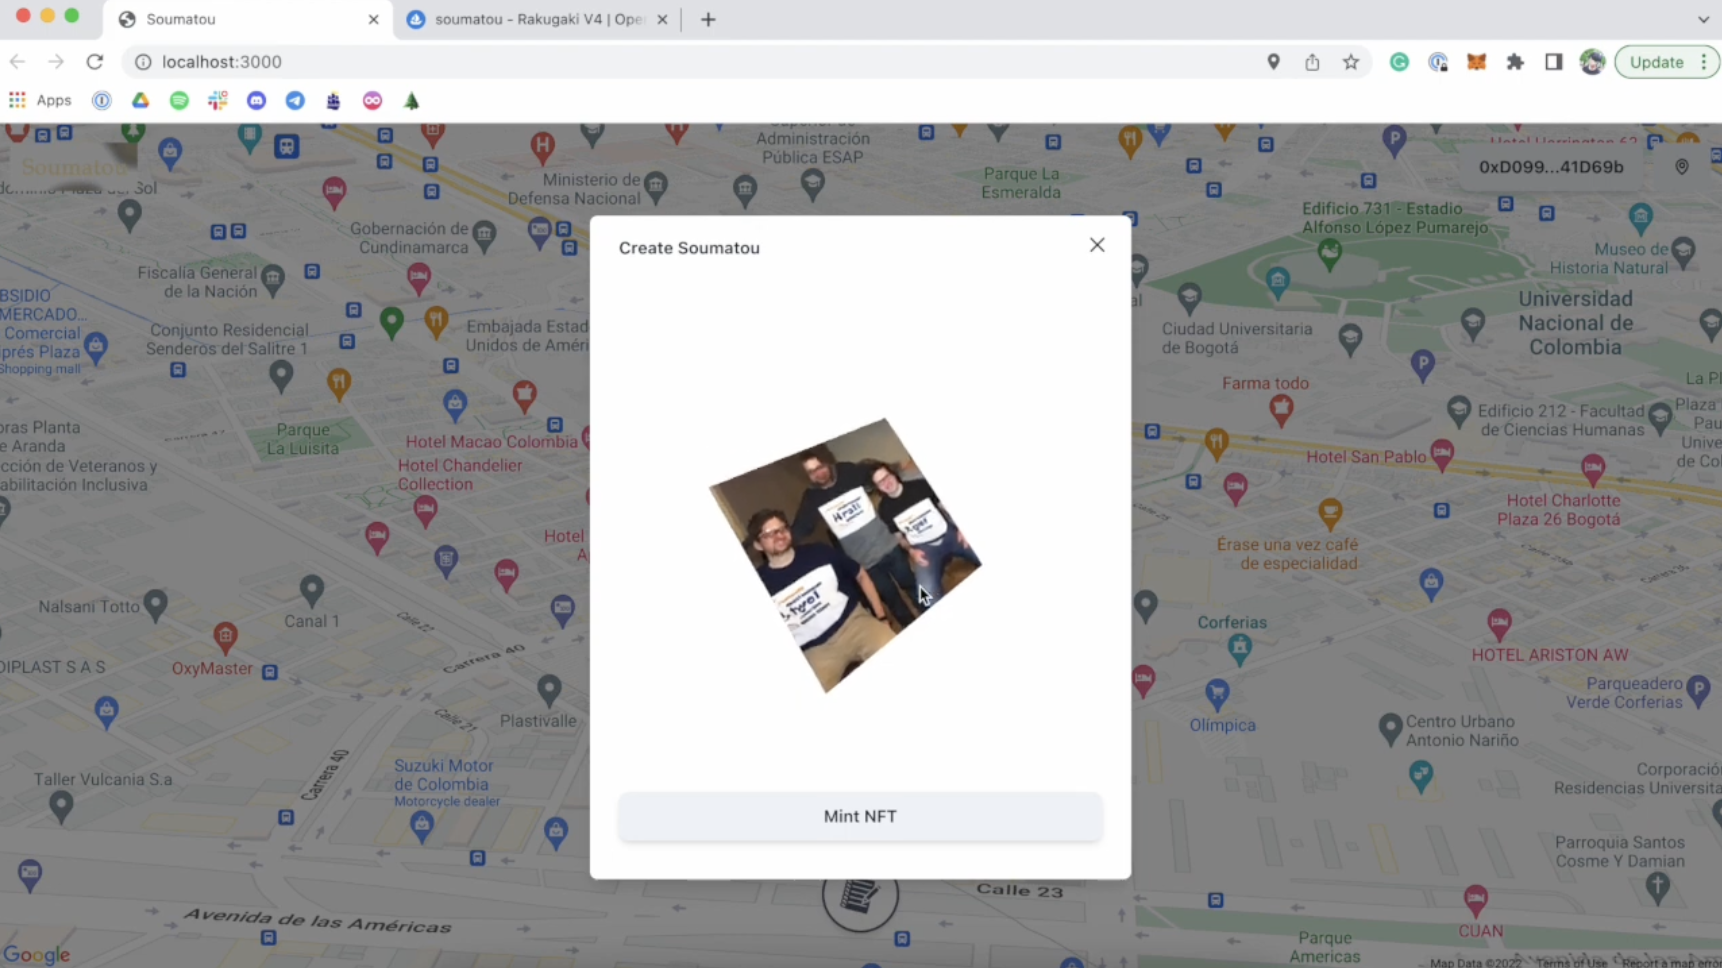 Soumatou
soumatou - Rakugaki V4 | Ope
localhost:3000
Update
Apps
Soumatou
0xD099...41D69b
Superior de
Administración
Pública ESAP
Ministerio de
Defensa Nacional
Parque La
Esmeralda
Edificio 731 - Estadio
Alfonso López Pumarejo
Gobernación de
Cundinamarca
Museo de
Historia Natural
Fiscalía General
de la Nación
BSIDIO
MERCADO...
Comercial
prés Plaza
Shopping mall
Conjunto Residencial
Senderos del Salitre 1
Embajada Estad
Unidos de Améri
Ciudad Universitaria
de Bogotá
Universidad
Nacional de
Colombia
Create Soumatou
Farma todo
La Pl
Plaza
Pau
Unive
de Col
Edificio 212 - Facultad
de Ciencias Humanas
oras Planta
e Aranda
cción de Veteranos y
abilitación Inclusiva
Parque
La Luisita
Hotel Macao Colombia
Hotel Chandelier
Collection
Hotel San Pablo
Hotel Charlotte
Plaza 26 Bogotá
Hotel
Érase una vez café
de especialidad
Nalsani Totto
Canal 1
Calle 22
Corferias
DIPLAST S A S
OxyMaster
Carrera 40
HOTEL ARISTON AW
Parqueadero
Verde Corferias
Plastivalle
Calle 21
Olímpica
Centro Urbano
Antonio Nariño
Taller Vulcania S.a
Carrera 40
Suzuki Motor
de Colombia
Motorcycle dealer
Corporació
Residencias Universita
Mint NFT
Parroquia Santos
Cosme Y Damian
Calle 23
Avenida de las Américas
CUAN
Parque
Americas
Google
Map Data ©2022
Terms of Use
Report a map error